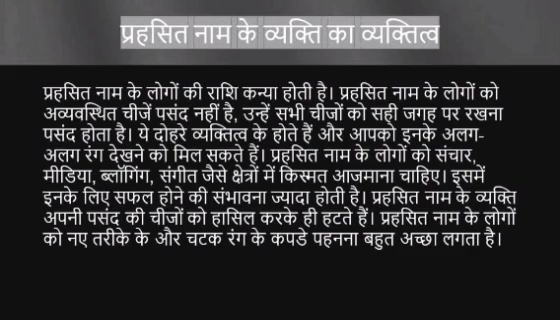 प्रहसित नाम के व्यक्ति का व्यक्तित्व
प्रहसित नाम के लोगों की राशि कन्या होती है। प्रहसित नाम के लोगों को
अव्यवस्थित चीजें पसंद नहीं है, उन्हें सभी चीजों को सही जगह पर रखना
पसंद होता है। ये दोहरे व्यक्तित्व के होते हैं और आपको इनके अलग-
अलग रंग देखने को मिल सकते हैं। प्रहसित नाम के लोगों को संचार,
मीडिया, ब्लॉगिंग, संगीत जैसे क्षेत्रों में किस्मत आजमाना चाहिए। इसमें
इनके लिए सफल होने की संभावना ज्यादा होती है। प्रहसित नाम के व्यक्ति
अपनी पसंद की चीजों को हासिल करके ही हटते हैं। प्रहसित नाम के लोगों
को नए तरीके के और चटक रंग के कपडे पहनना बहुत अच्छा लगता है।